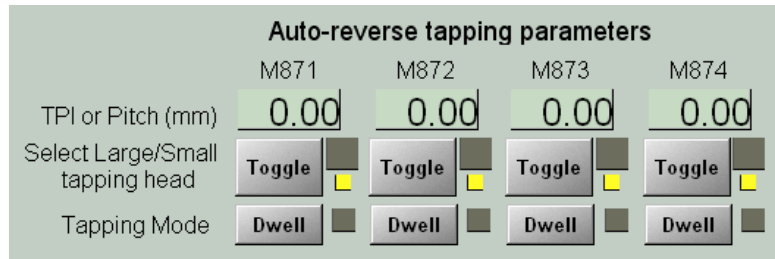 Auto-reverse tapping parameters
M871 M872 M873 M874
TPI or Pitch (mm) 0.00 0.00 0.00 0.00
Select Large/Small
tapping head Toggle Toggle Toggle Toggle
Tapping Mode Dwell Dwell Dwell Dwell